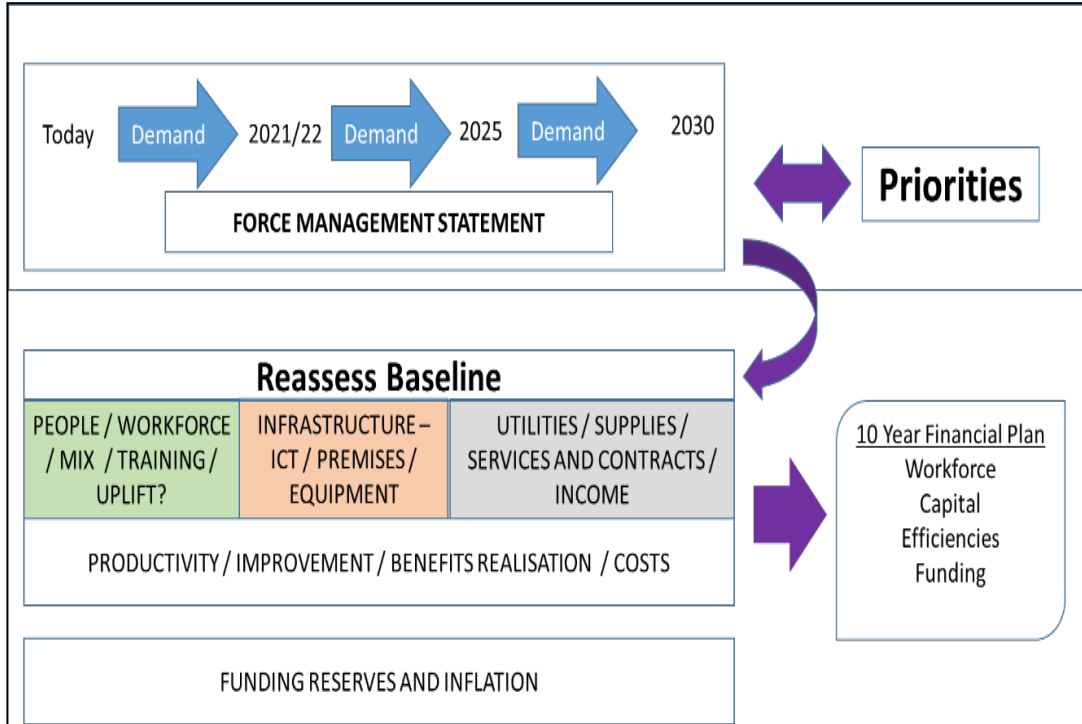 Today
Demand
2021/22
Demand
2025
Demand
2030
FORCE MANAGEMENT STATEMENT
Priorities
Reassess Baseline
PEOPLE / WORKFORCE
/ MIX / TRAINING /
UPLIFT?
INFRASTRUCTURE –
ICT / PREMISES /
EQUIPMENT
UTILITIES / SUPPLIES /
SERVICES AND CONTRACTS /
INCOME
PRODUCTIVITY / IMPROVEMENT / BENEFITS REALISATION / COSTS
10 Year Financial Plan
Workforce
Capital
Efficiencies
Funding
FUNDING RESERVES AND INFLATION